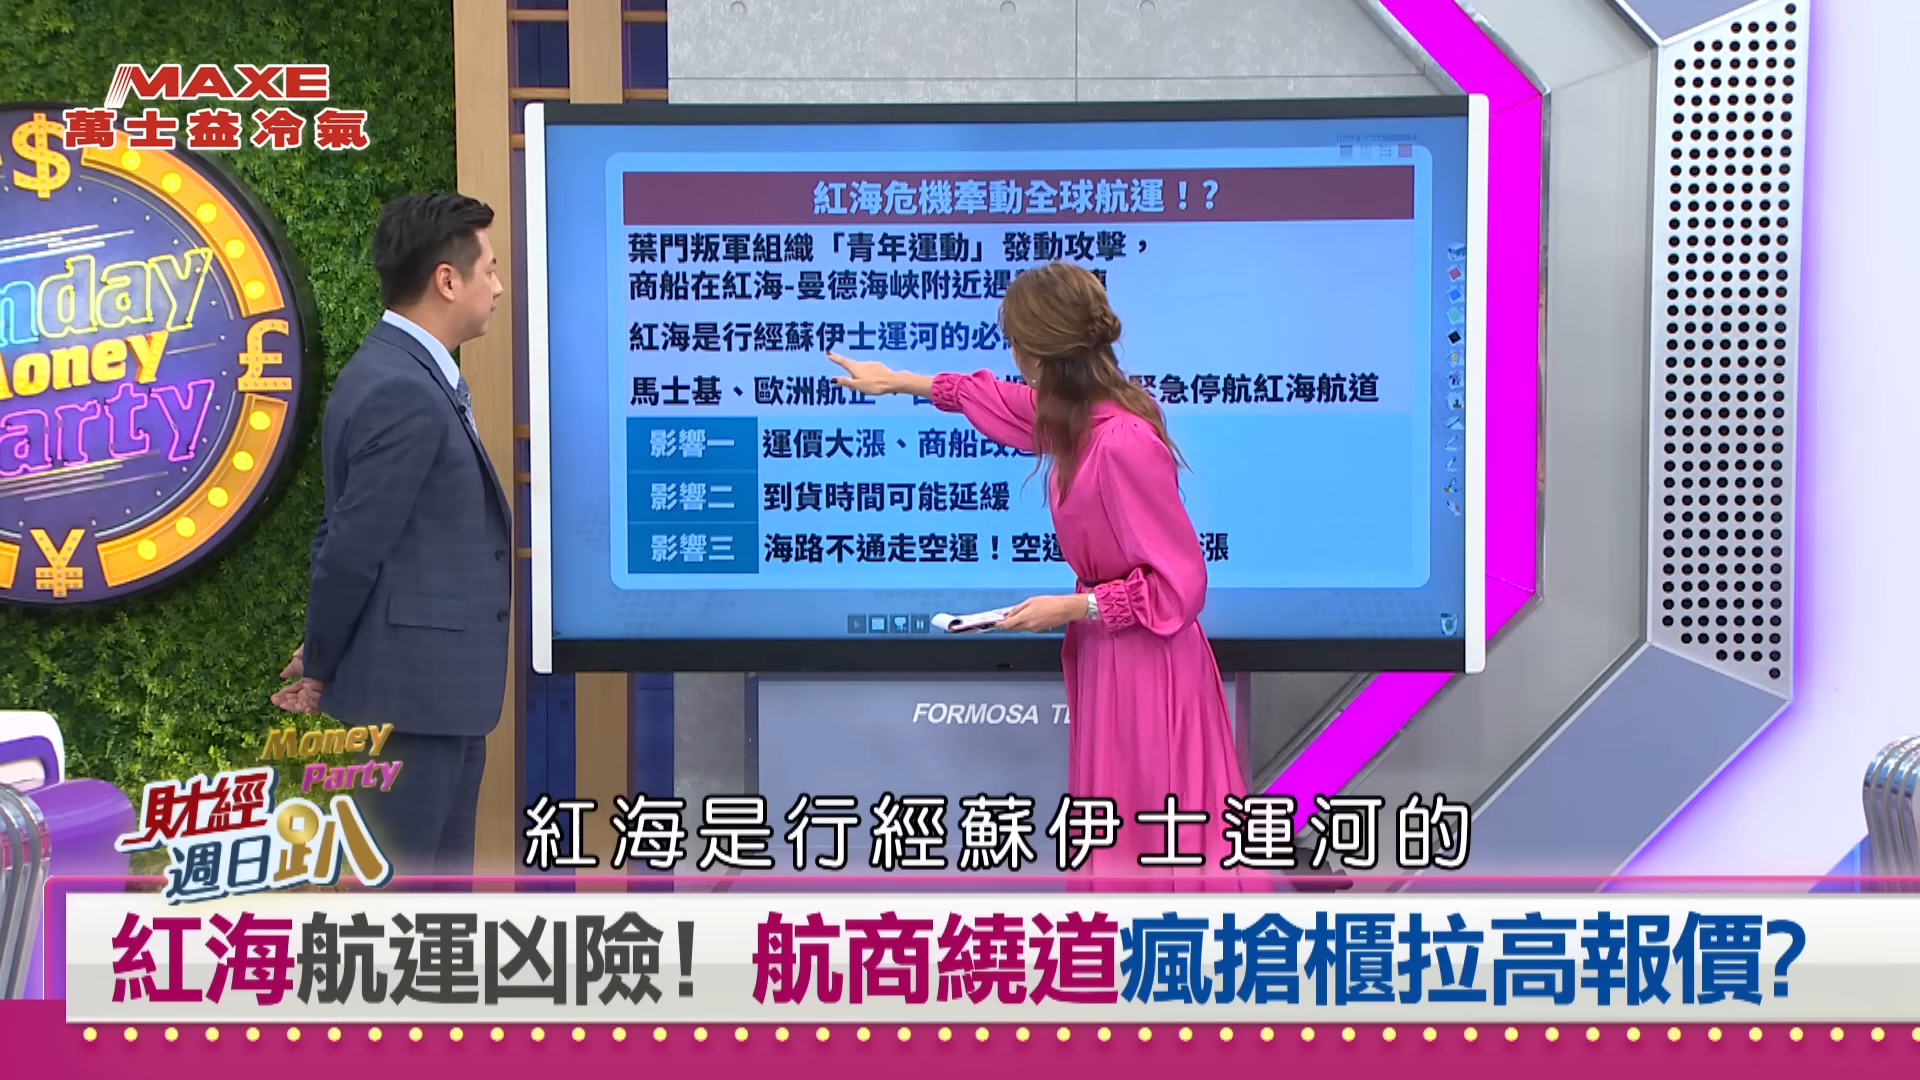 MAXE
萬士益冷氣
$
nday
Money
Party
£
¥
紅海危機牽動全球航運！?
葉門叛軍組織「青年運動」發動攻擊，
商船在紅海-曼德海峽附近遇
紅海是行經蘇伊士運河的必
馬士基、歐洲航 緊急停航紅海航道
影響一 運價大漲、商船改
影響二 到貨時間可能延緩
影響三 海路不通走空運！空運 漲
FORMOSA
Money
Party
財經
週日趴
紅海是行經蘇伊士運河的
紅海航運凶險! 航商繞道瘋搶櫃拉高報價?